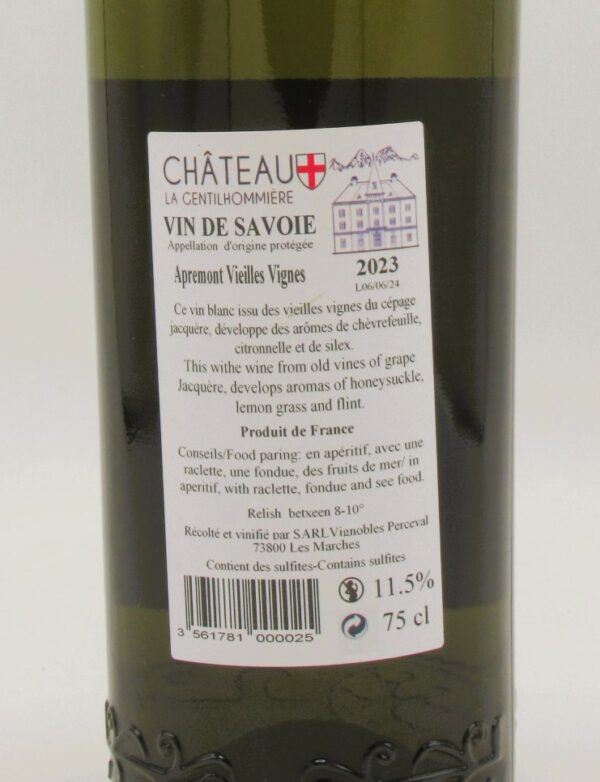 CHÂTEAU
LA GENTILHOMMIÈRE
VIN DE SAVOIE
Appellation d'origine protégée
Apremont Vieilles Vignes
2023
L06/06/24
Ce vin blanc issu des vieilles vignes du cépage
jacquère, développe des arômes de chèvrefeuille,
citronnelle et de silex.
This withe wine from old vines of grape
Jacquère, develops aromas of honeysuckle,
lemon grass and flint.
Produit de France
Conseils/Food paring: en apéritif, avec une
raclette, une fondue, des fruits de mer/ in
aperitif, with raclette, fondue and see food.
Relish betxeen 8-10°
Récolté et vinifié par SARL Vignobles Perceval
73800 Les Marches
Contient des sulfites-Contains sulfites
11.5%
75 cl
3 561781 000025